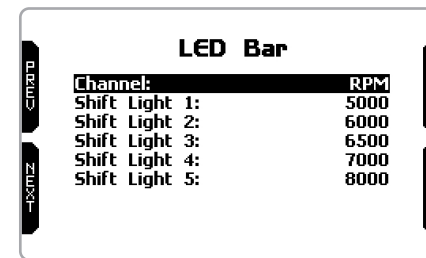 LED Bar
PREV
Channel: RPM
Shift Light 1: 5000
Shift Light 2: 6000
Shift Light 3: 6500
Shift Light 4: 7000
Shift Light 5: 8000
NEXT